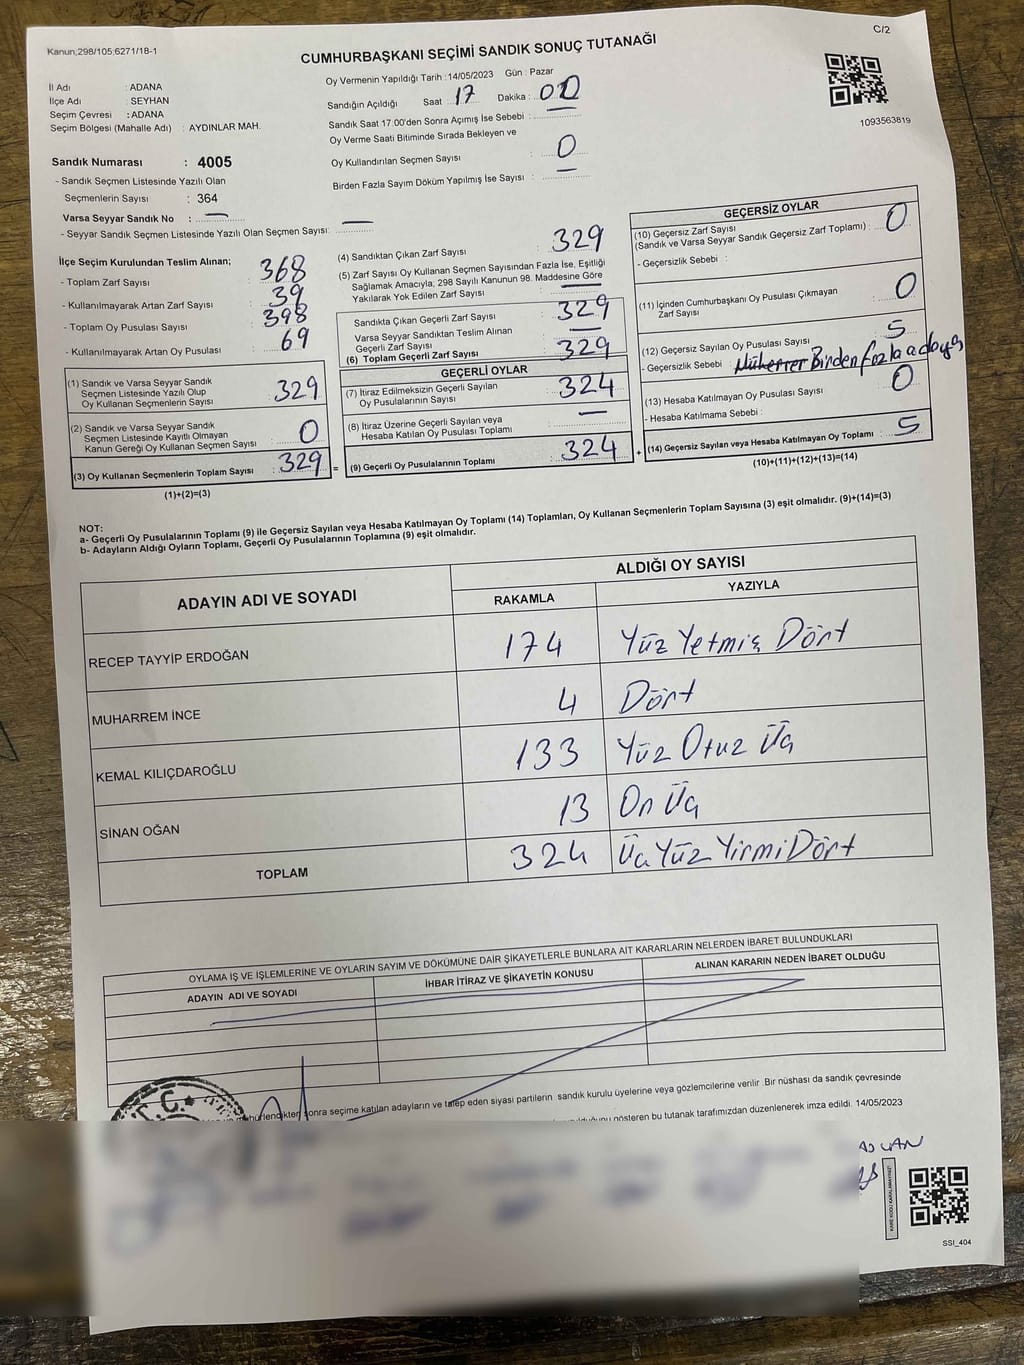 Kanun,298/105,6271/18-1
C/2
CUMHURBAŞKANI SEÇİMİ SANDIK SONUÇ TUTANAĞI
İl Adı : ADANA
İlçe Adı : SEYHAN
Seçim Çevresi : ADANA
Seçim Bölgesi (Mahalle Adı) : AYDINLAR MAH.
Oy Vermenin Yapıldığı Tarih : 14/05/2023 Gün : Pazar
Sandığın Açıldığı Saat 17 Dakika : 00
Sandık Saat 17:00'den Sonra Açımış İse Sebebi :
Oy Verme Saati Bitiminde Sırada Bekleyen ve
Oy Kullandırılan Seçmen Sayısı : 0
Birden Fazla Sayım Döküm Yapılmış İse Sayısı :
1093563819
Sandık Numarası : 4005
- Sandık Seçmen Listesinde Yazılı Olan
Seçmenlerin Sayısı : 364
Varsa Seyyar Sandık No : —
- Seyyar Sandık Seçmen Listesinde Yazılı Olan Seçmen Sayısı: —
İlçe Seçim Kurulundan Teslim Alınan;
- Toplam Zarf Sayısı : 368
- Kullanılmayarak Artan Zarf Sayısı : 39
- Toplam Oy Pusulası Sayısı : 398
- Kullanılmayarak Artan Oy Pusulası : 69
(1) Sandık ve Varsa Seyyar Sandık
Seçmen Listesinde Yazılı Olup
Oy Kullanan Seçmenlerin Sayısı : 329
(2) Sandık ve Varsa Seyyar Sandık
Seçmen Listesinde Kayıtlı Olmayan
Kanun Gereği Oy Kullanan Seçmen Sayısı : 0
(3) Oy Kullanan Seçmenlerin Toplam Sayısı : 329 =
(1)+(2)=(3)
(4) Sandıktan Çıkan Zarf Sayısı : 329
(5) Zarf Sayısı Oy Kullanan Seçmen Sayısından Fazla İse, Eşitliği
Sağlamak Amacıyla, 298 Sayılı Kanunun 98. Maddesine Göre
Yakılarak Yok Edilen Zarf Sayısı : —
Sandıkta Çıkan Geçerli Zarf Sayısı : 329
Varsa Seyyar Sandıktan Teslim Alınan
Geçerli Zarf Sayısı : —
(6) Toplam Geçerli Zarf Sayısı : 329
GEÇERLİ OYLAR
(7) İtiraz Edilmeksizin Geçerli Sayılan
Oy Pusulalarının Sayısı : 324
(8) İtiraz Üzerine Geçerli Sayılan veya
Hesaba Katılan Oy Pusulası Toplamı : —
(9) Geçerli Oy Pusulalarının Toplamı : 324 +
GEÇERSİZ OYLAR
(10) Geçersiz Zarf Sayısı
(Sandık ve Varsa Seyyar Sandık Geçersiz Zarf Toplamı) : 0
- Geçersizlik Sebebi :
(11) İçinden Cumhurbaşkanı Oy Pusulası Çıkmayan
Zarf Sayısı : 0
(12) Geçersiz Sayılan Oy Pusulası Sayısı : 5
- Geçersizlik Sebebi Birden fazla adaya
(13) Hesaba Katılmayan Oy Pusulası Sayısı : 0
- Hesaba Katılmama Sebebi :
(14) Geçersiz Sayılan veya Hesaba Katılmayan Oy Toplamı : 5
(10)+(11)+(12)+(13)=(14)
NOT:
a- Geçerli Oy Pusulalarının Toplamı (9) ile Geçersiz Sayılan veya Hesaba Katılmayan Oy Toplamı (14) Toplamları, Oy Kullanan Seçmenlerin Toplam Sayısına (3) eşit olmalıdır. (9)+(14)=(3)
b- Adayların Aldığı Oyların Toplamı, Geçerli Oy Pusulalarının Toplamına (9) eşit olmalıdır.
ADAYIN ADI VE SOYADI
ALDIĞI OY SAYISI
RAKAMLA YAZIYLA
RECEP TAYYİP ERDOĞAN 174 Yüz Yetmiş Dört
MUHARREM İNCE 4 Dört
KEMAL KILIÇDAROĞLU 133 Yüz Otuz Üç
SİNAN OĞAN 13 On Üç
TOPLAM 324 Üç Yüz Yirmi Dört
OYLAMA İŞ VE İŞLEMLERİNE VE OYLARIN SAYIM VE DÖKÜMÜNE DAİR ŞİKAYETLERLE BUNLARA AİT KARARLARIN NELERDEN İBARET BULUNDUKLARI
ADAYIN ADI VE SOYADI İHBAR İTİRAZ VE ŞİKAYETİN KONUSU ALINAN KARARIN NEDEN İBARET OLDUĞU
sonra seçime katılan adayların ve talep eden siyasi partilerin sandık kurulu üyelerine veya gözlemcilerine verilir. Bir nüshası da sandık çevresinde
gösteren bu tutanak tarafımızdan düzenlenerek imza edildi. 14/05/2023
T.C.
KARE KODU KARALAMAYINIZ!
SSI_404